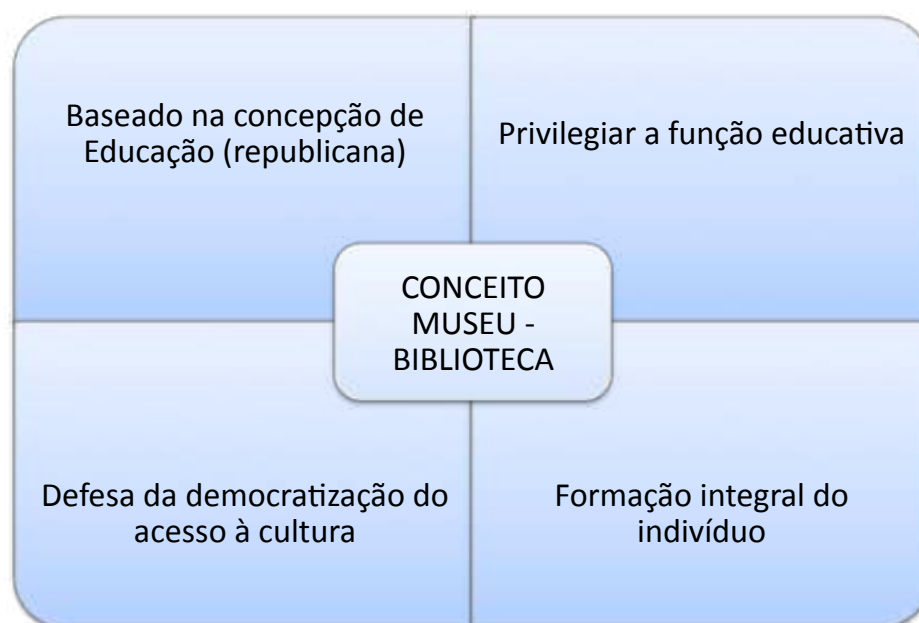 Baseado na concepção de
Educação (republicana)
Privilegiar a função educativa
CONCEITO
MUSEU -
BIBLIOTECA
Defesa da democratização do
acesso à cultura
Formação integral do
indivíduo